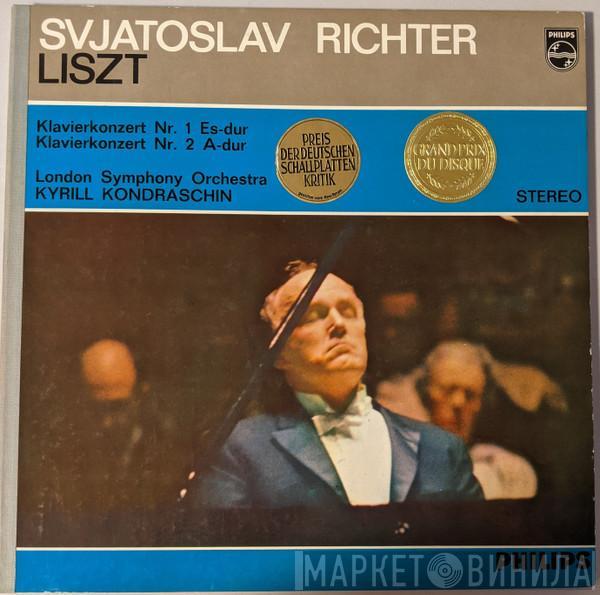 SVJATOSLAV RICHTER
LISZT
PHILIPS
Klavierkonzert Nr. 1 Es-dur
Klavierkonzert Nr. 2 A-dur
London Symphony Orchestra
KYRILL KONDRASCHIN
PREIS
DER DEUTSCHEN
SCHALLPLATTEN
KRITIK
GRAND PRIX
DU DISQUE
STEREO
PHILIPS
МАРКЕТ ВИНИЛА